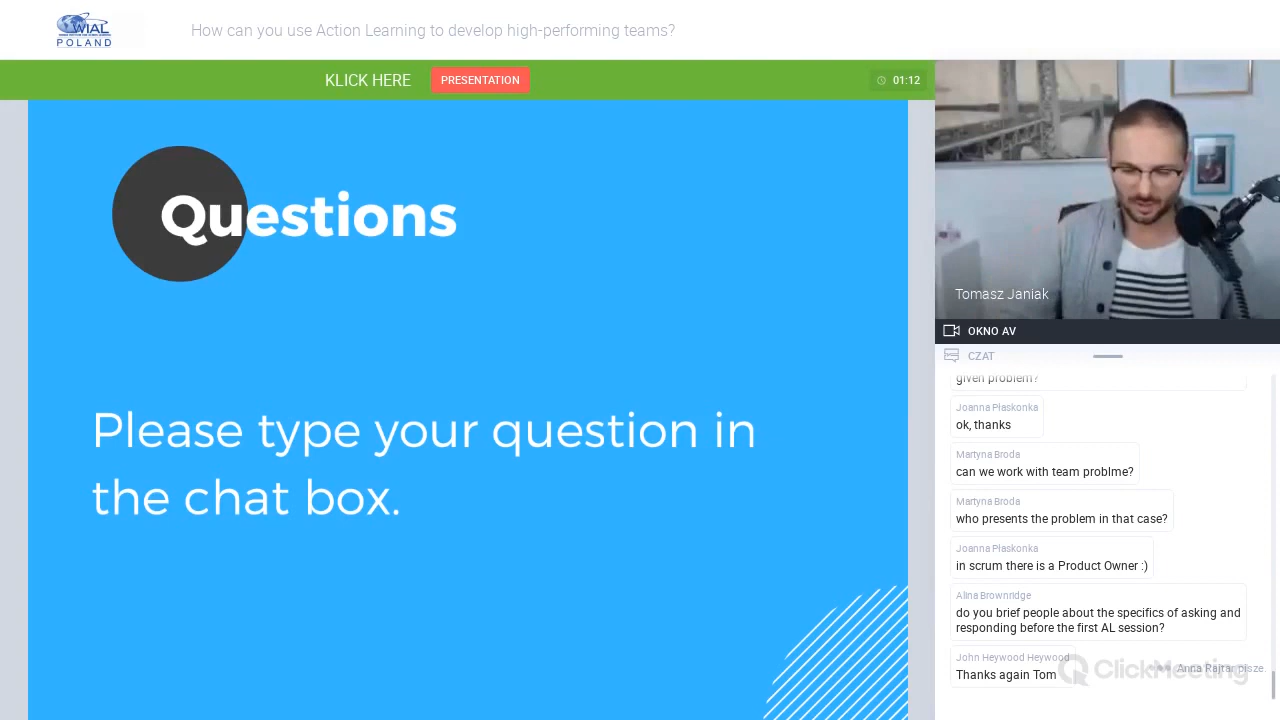 WIAL
POLAND
How can you use Action Learning to develop high-performing teams?
KLICK HERE
PRESENTATION
01:12
Questions
Please type your question in
the chat box.
Tomasz Janiak
OKNO AV
CZAT
given problem?
Joanna Płaskonka
ok, thanks
Martyna Broda
can we work with team problme?
Martyna Broda
who presents the problem in that case?
Joanna Płaskonka
in scrum there is a Product Owner :)
Alina Brownridge
do you brief people about the specifics of asking and
responding before the first AL session?
John Heywood Heywood
Thanks again Tom
ClickMeeting
Anna Rajtar pisze.